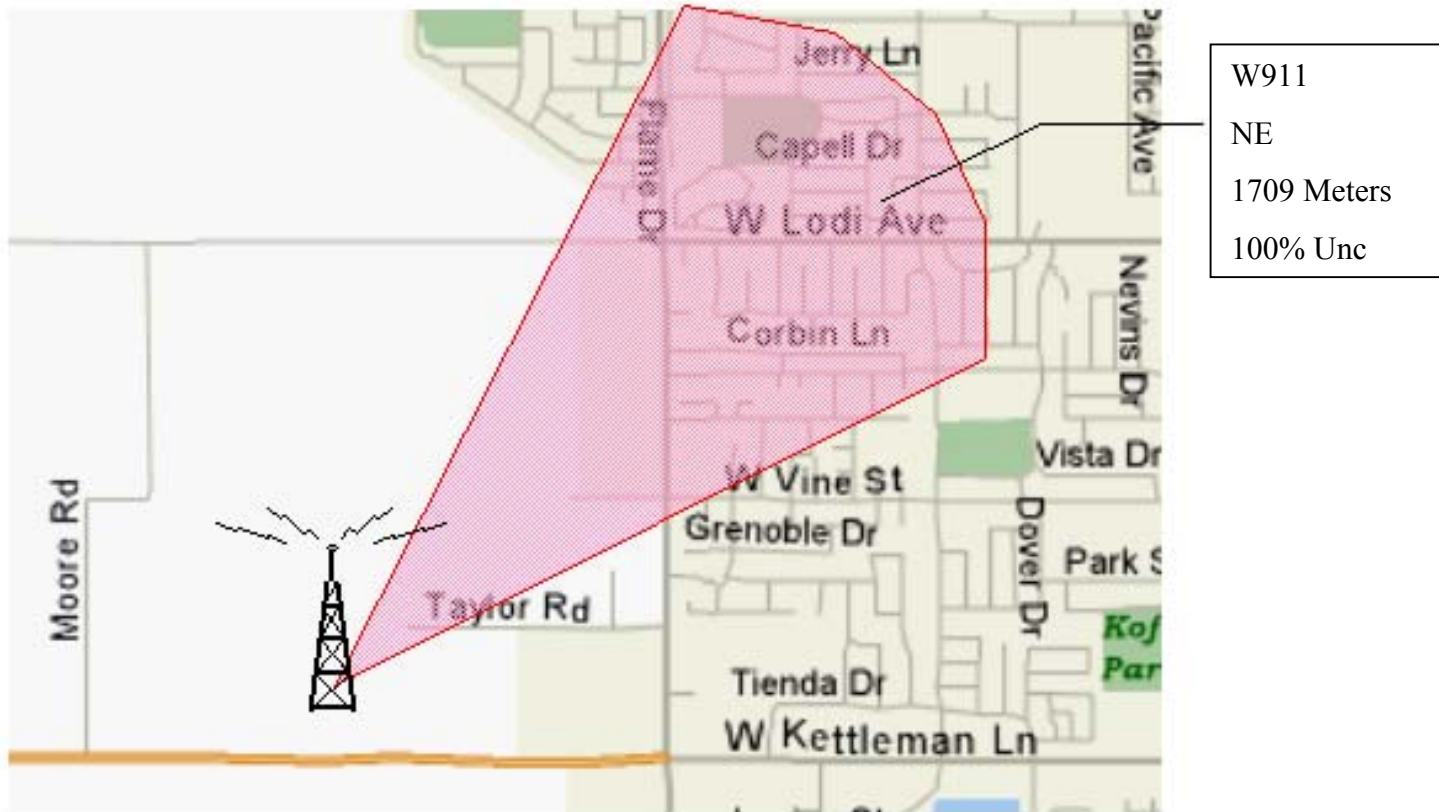 Jerry Ln
Pacific Ave
Flame Dr
Capell Dr
W Lodi Ave
Corbin Ln
Nevins Dr
W Vine St
Vista Dr
Grenoble Dr
Dover Dr
Park S
Moore Rd
Taylor Rd
Kof
Par
Tienda Dr
W Kettleman Ln
W911
NE
1709 Meters
100% Unc